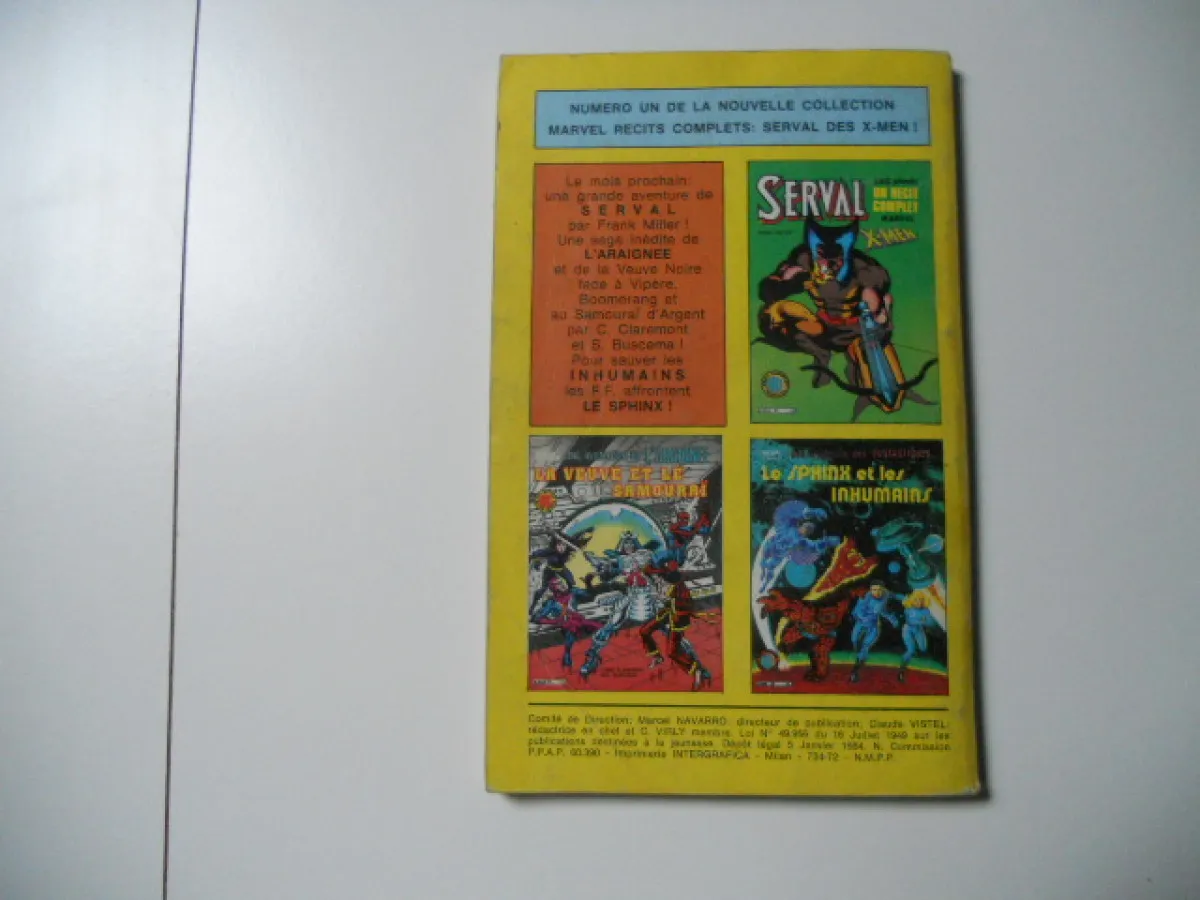 NUMERO UN DE LA NOUVELLE COLLECTION
MARVEL RECITS COMPLETS: SERVAL DES X-MEN !
Le mois prochain:
une grande aventure de
SERVAL
par Frank Miller !
Une saga inédite de
L'ARAIGNEE
et de la Veuve Noire
face à Vipère,
Boomerang et
au Samouraï d'Argent
par C. Claremont
et S. Buscema !
Pour sauver les
INHUMAINS
les F.F. affrontent
LE SPHINX !
SERVAL
UN RECIT
COMPLET
MARVEL
X-MEN
L'ARAIGNEE
LA VEUVE ET LE
SAMOURAÏ
des FANTASTIQUES
Le SPHINX et les
INHUMAINS
Comité de Direction: Marcel NAVARRO: directeur de publication; Claude VISTEL:
rédactrice en chef et C. VIRLY membre. Loi N° 49.956 du 16 Juillet 1949 sur les
publications destinées à la jeunesse. Dépôt légal 5 Janvier 1984. N. Commission
P.P.A.P. 60.390 - Imprimerie INTERGRAFICA - Milan - 734-72 - N.M.P.P.